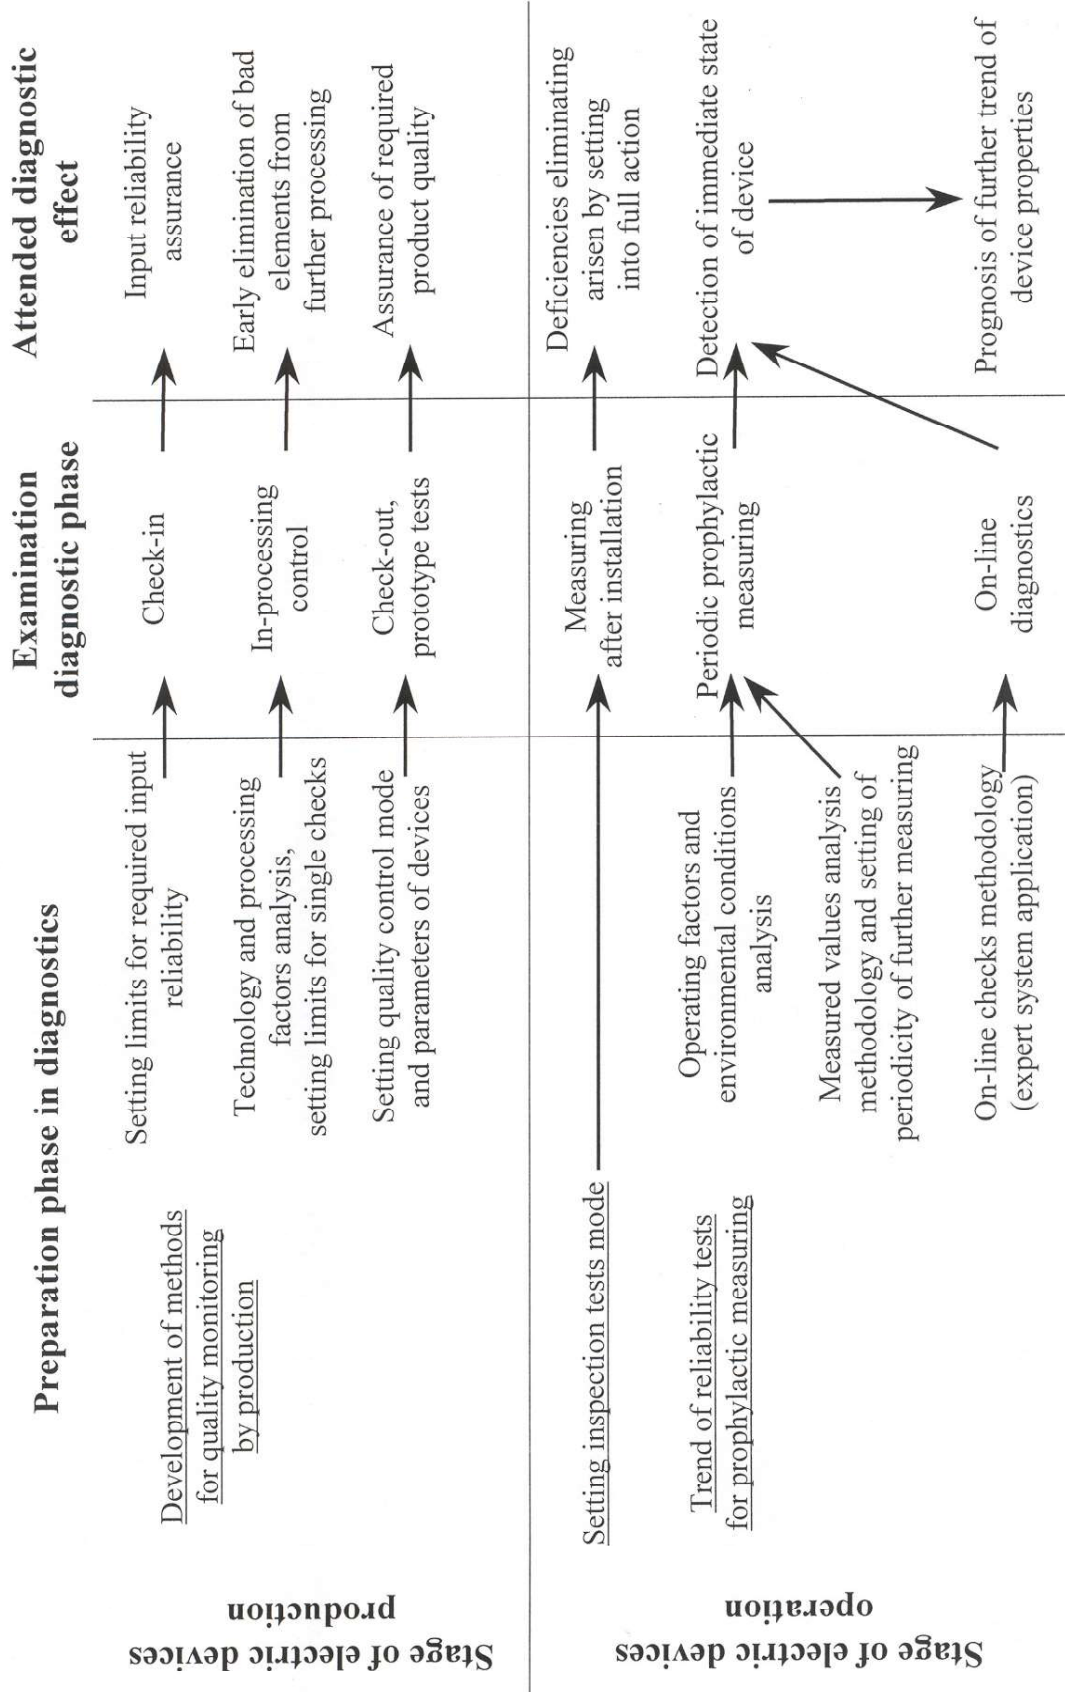 Preparation phase in diagnostics
Examination
diagnostic phase
Attended diagnostic
effect
Stage of electric devices
production
Development of methods
for quality monitoring
by production
Setting limits for required input
reliability
Check-in
Input reliability
assurance
Technology and processing
factors analysis,
setting limits for single checks
In-processing
control
Early elimination of bad
elements from
further processing
Setting quality control mode
and parameters of devices
Check-out,
prototype tests
Assurance of required
product quality
Stage of electric devices
operation
Setting inspection tests mode
Measuring
after installation
Deficiencies eliminating
arisen by setting
into full action
Trend of reliability tests
for prophylactic measuring
Operating factors and
environmental conditions
analysis
Periodic prophylactic
measuring
Detection of immediate state
of device
Measured values analysis
methodology and setting of
periodicity of further measuring
On-line checks methodology
(expert system application)
On-line
diagnostics
Prognosis of further trend of
device properties